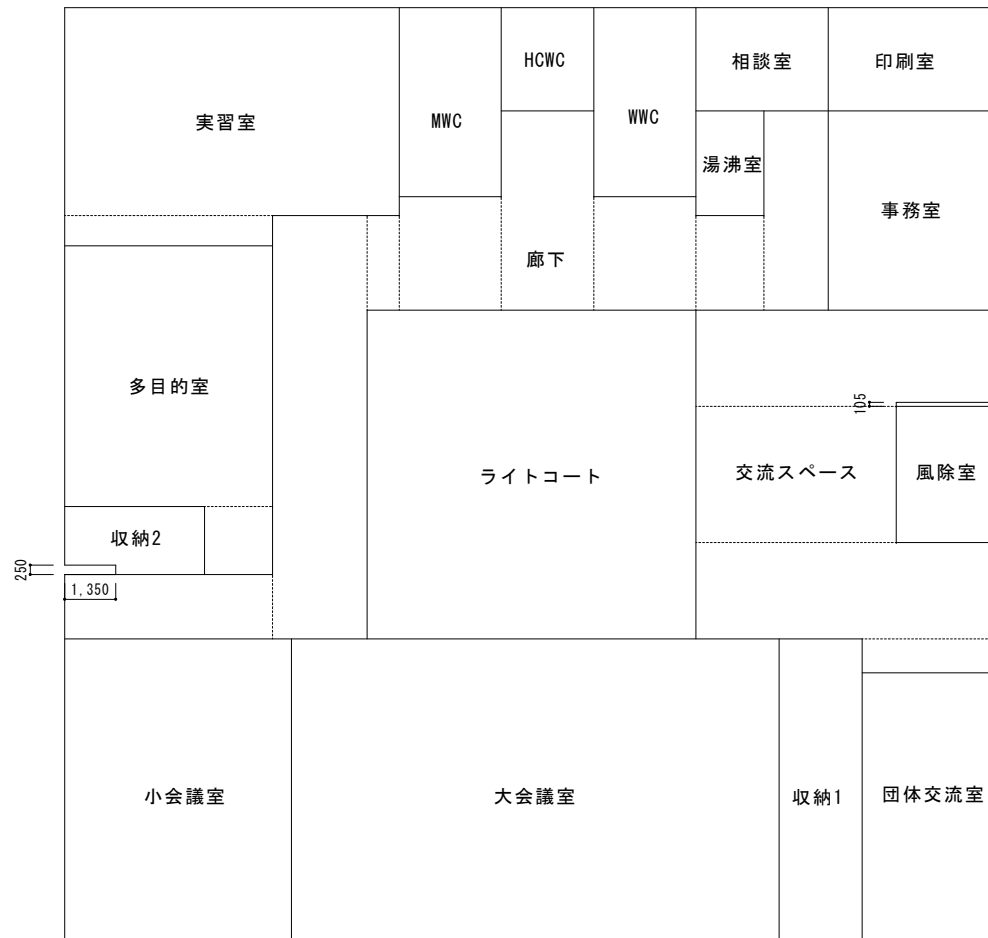 HCWC
相談室
印刷室
実習室
MWC
WWC
湯沸室
事務室
廊下
多目的室
105
ライトコート
交流スペース
風除室
収納2
250
1,350
小会議室
大会議室
収納1
団体交流室